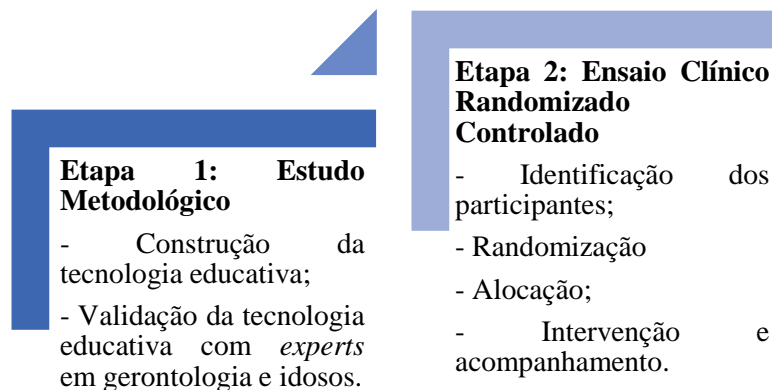 Etapa 1: Estudo
Metodológico
- Construção da
tecnologia educativa;
- Validação da tecnologia
educativa com experts
em gerontologia e idosos.
Etapa 2: Ensaio Clínico
Randomizado
Controlado
- Identificação dos
participantes;
- Randomização
- Alocação;
- Intervenção e
acompanhamento.